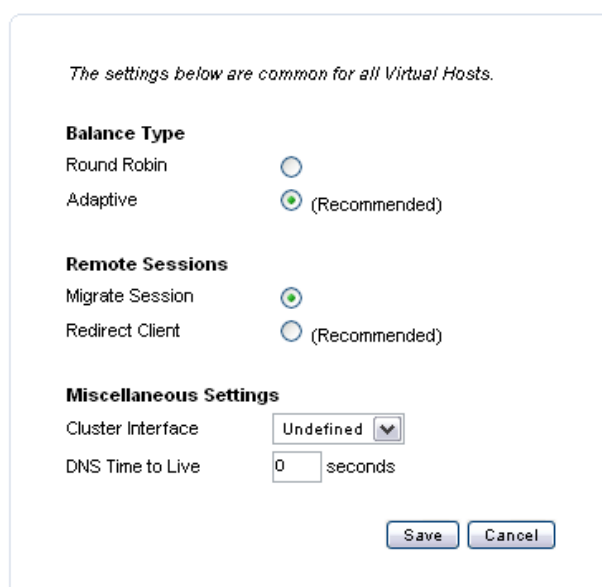 The settings below are common for all Virtual Hosts.
Balance Type
Round Robin
Adaptive (Recommended)
Remote Sessions
Migrate Session
Redirect Client (Recommended)
Miscellaneous Settings
Cluster Interface Undefined
DNS Time to Live 0 seconds
Save Cancel